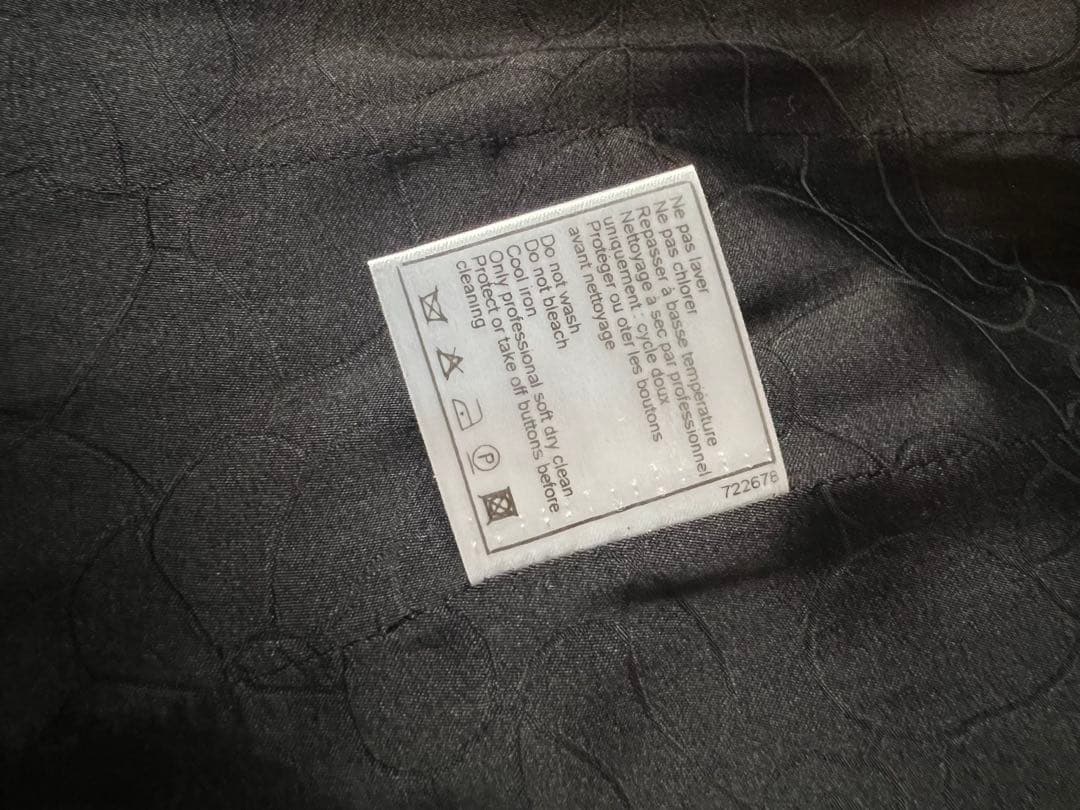 Ne pas laver
Ne pas chlorer
Repasser à basse température
Nettoyage à sec par professionnel
uniquement : cycle doux
Protéger ou oter les boutons
avant nettoyage
Do not wash
Do not bleach
Cool iron
Only professional soft dry clean
Protect or take off buttons before
cleaning
P
722678